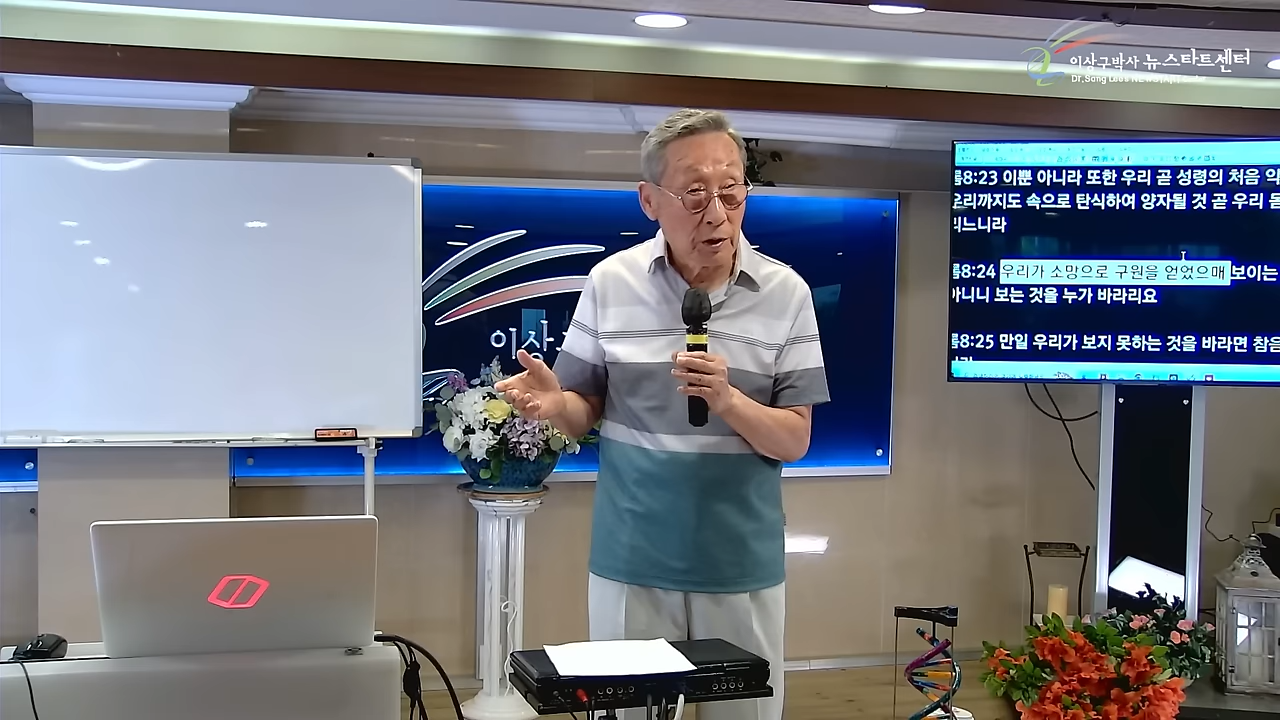 이상구박사 뉴스타트센터
이상
롬8:23 이뿐 아니라 또한 우리 곧 성령의 처음 익
우리까지도 속으로 탄식하여 양자될 것 곧 우리 몸
리느니라
롬8:24 우리가 소망으로 구원을 얻었으매 보이는
아니니 보는 것을 누가 바라리요
롬8:25 만일 우리가 보지 못하는 것을 바라면 참음